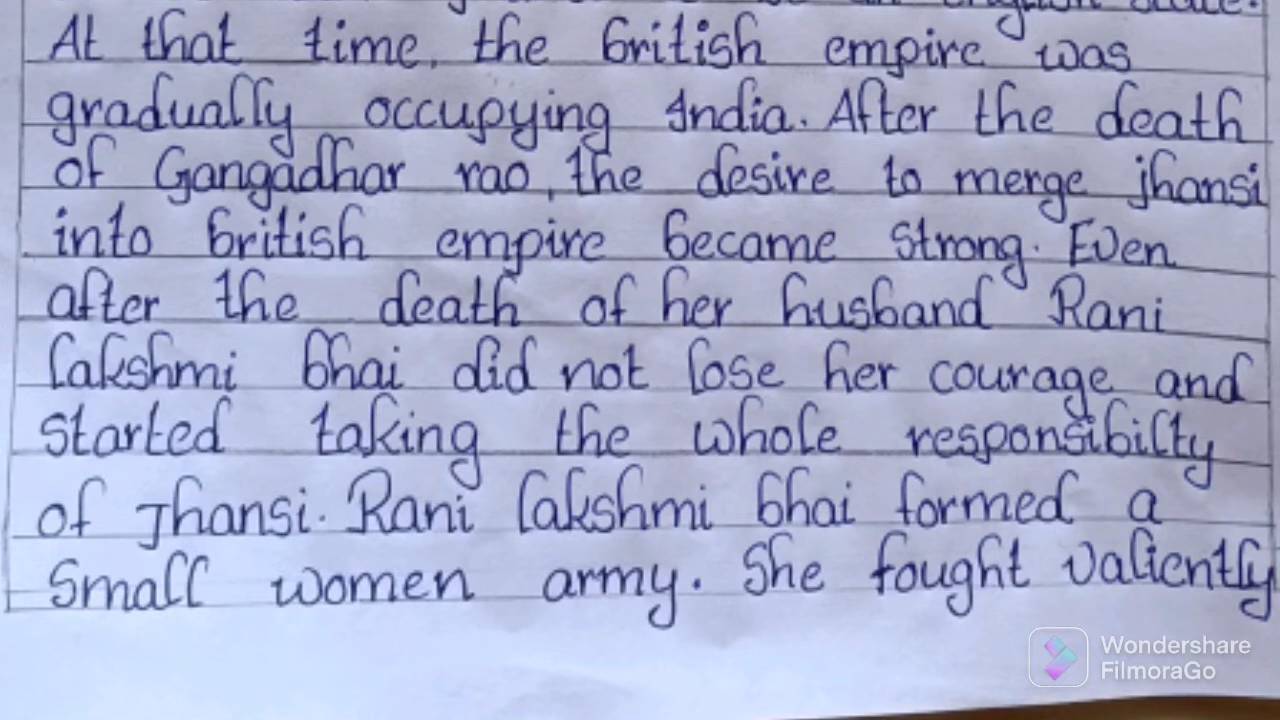 At that time, the british empire was
gradually occupying India. After the death
of Gangadhar rao, the desire to merge jhansi
into british empire became strong. Even
after the death of her husband Rani
lakshmi bhai did not lose her courage and
started taking the whole responsibilty
of Jhansi. Rani lakshmi bhai formed a
small women army. She fought valiently
Wondershare
FilmoraGo